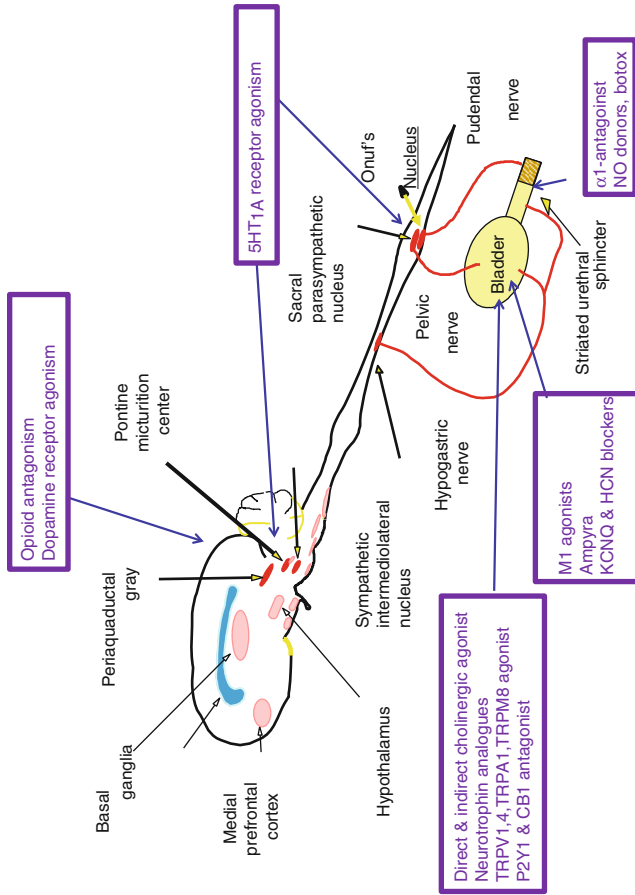 Opioid antagonism
Dopamine receptor agonism
5HT1A receptor agonism
Pontine
micturition
center
Periaquaductal
gray
Basal
ganglia
Medial
prefrontal
cortex
Hypothalamus
Sympathetic
intermediolateral
nucleus
Sacral
parasympathetic
nucleus
Onuf's
Nucleus
Pudendal
nerve
Pelvic
nerve
Hypogastric
nerve
Bladder
Striated urethral
sphincter
α1-antagoinst
NO donors, botox
M1 agonists
Ampyra
KCNQ & HCN blockers
Direct & indirect cholinergic agonist
Neurotrophin analogues
TRPV1,4,TRPA1,TRPM8 agonist
P2Y1 & CB1 antagonist